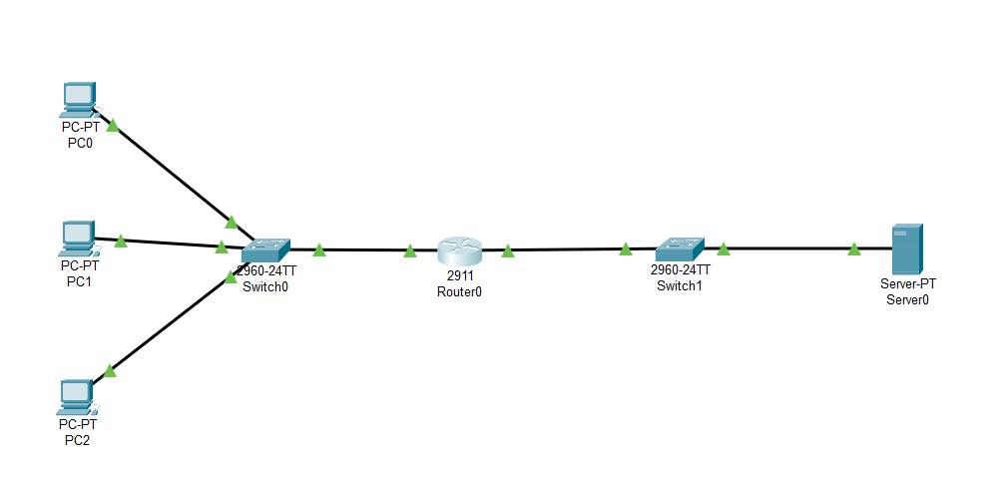 PC-PT
PC0
PC-PT
PC1
2960-24TT
Switch0
2911
Router0
2960-24TT
Switch1
Server-PT
Server0
PC-PT
PC2